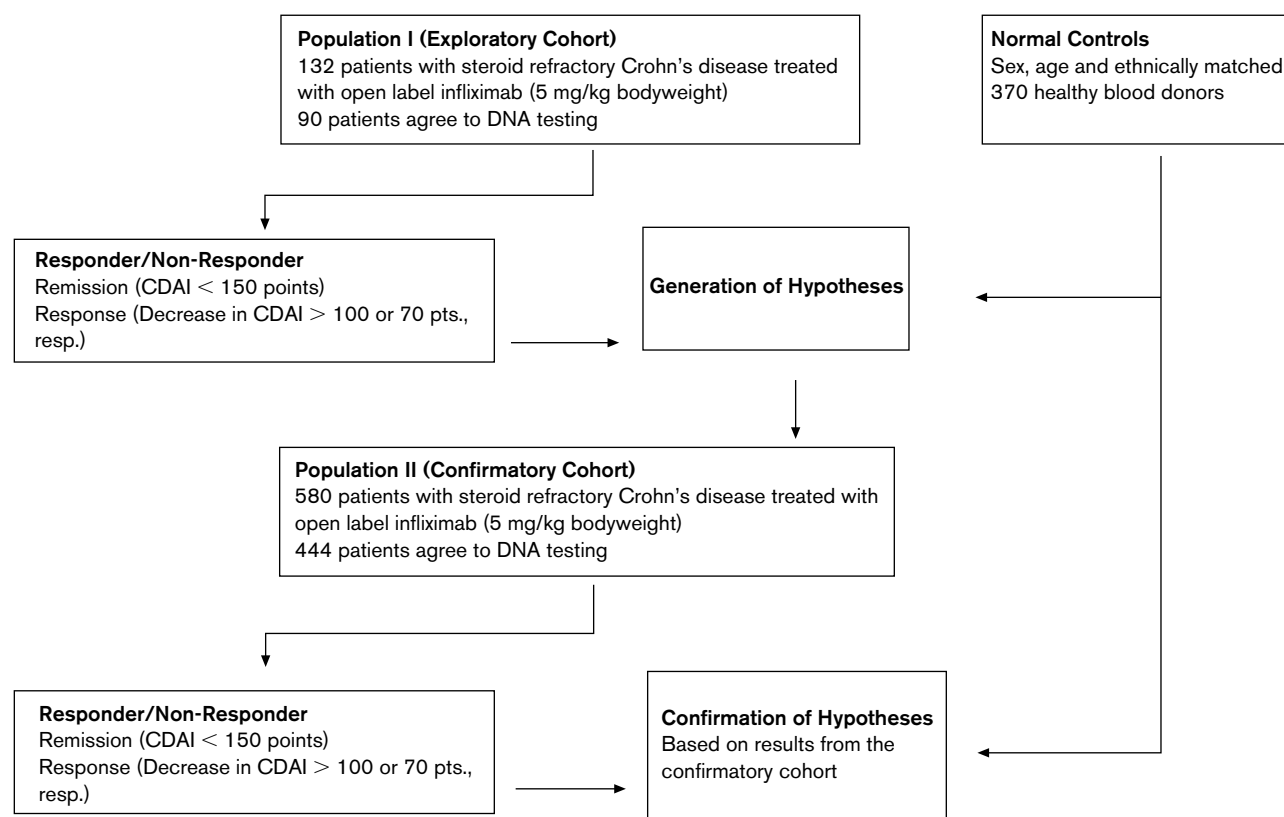 Population I (Exploratory Cohort)
132 patients with steroid refractory Crohn’s disease treated
with open label infliximab (5 mg/kg bodyweight)
90 patients agree to DNA testing
Normal Controls
Sex, age and ethnically matched
370 healthy blood donors
Responder/Non-Responder
Remission (CDAI < 150 points)
Response (Decrease in CDAI > 100 or 70 pts.,
resp.)
Generation of Hypotheses
Population II (Confirmatory Cohort)
580 patients with steroid refractory Crohn’s disease treated with
open label infliximab (5 mg/kg bodyweight)
444 patients agree to DNA testing
Responder/Non-Responder
Remission (CDAI < 150 points)
Response (Decrease in CDAI > 100 or 70 pts.,
resp.)
Confirmation of Hypotheses
Based on results from the
confirmatory cohort